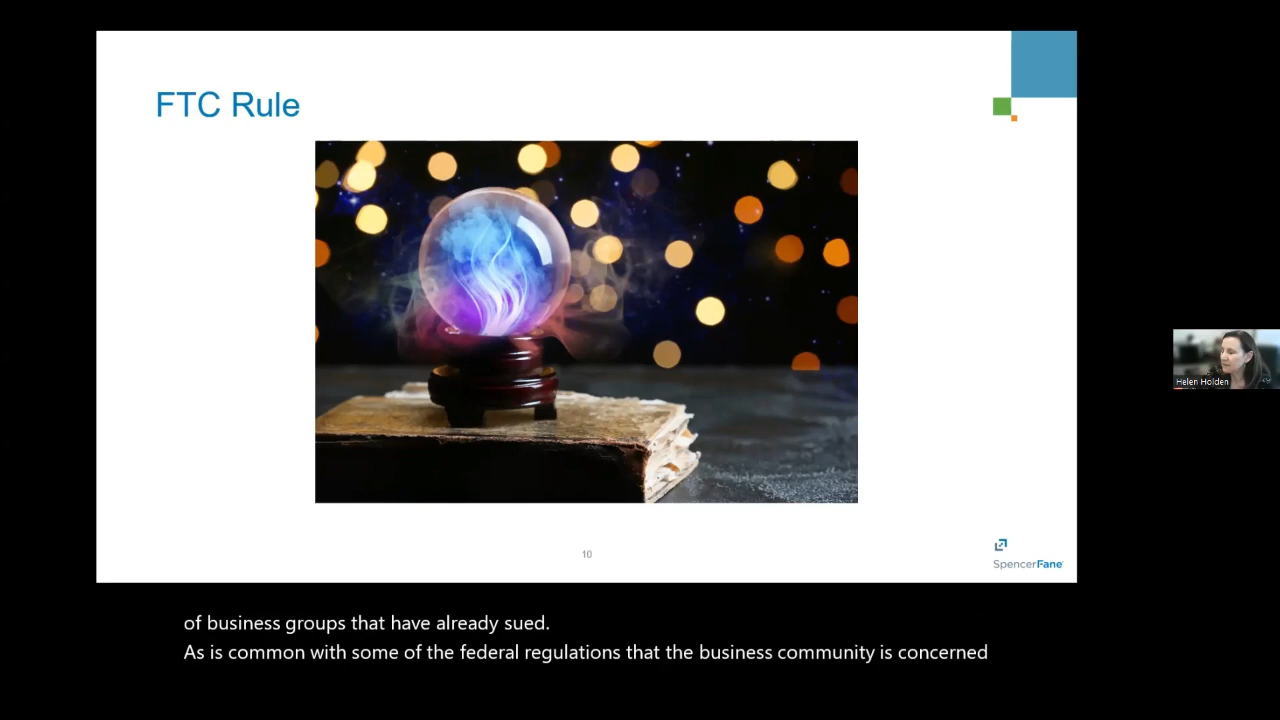 FTC Rule
Helen Holden
10
SpencerFane
of business groups that have already sued.
As is common with some of the federal regulations that the business community is concerned